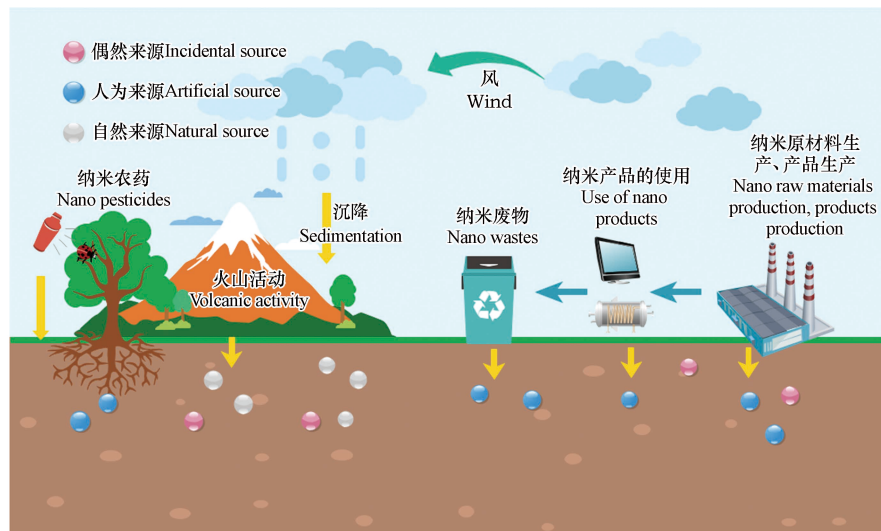 偶然来源Incidental source
人为来源Artificial source
自然来源Natural source
风
Wind
纳米农药
Nano pesticides
沉降
Sedimentation
火山活动
Volcanic activity
纳米废物
Nano wastes
纳米产品的使用
Use of nano
products
纳米原材料生
产、产品生产
Nano raw materials
production, products
production